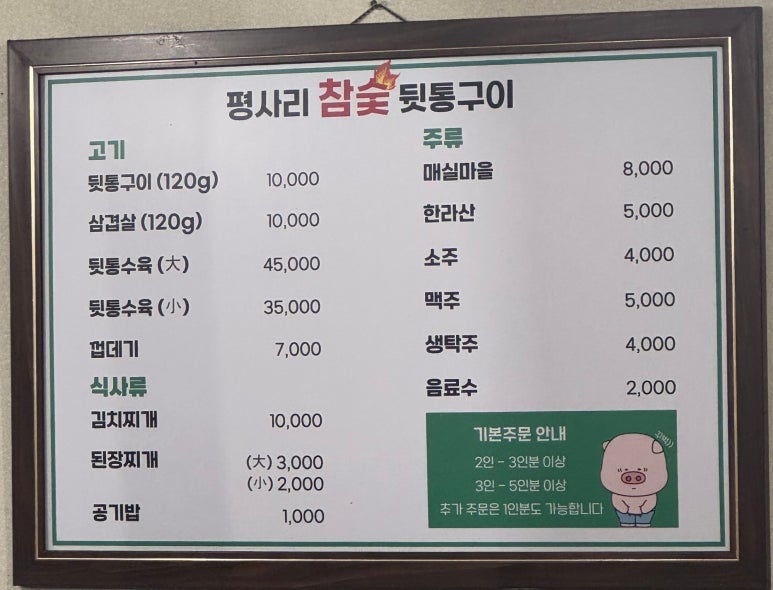 평사리 참숯 뒷통구이
고기
뒷통구이 (120g) 10,000
삼겹살 (120g) 10,000
뒷통수육 (大) 45,000
뒷통수육 (小) 35,000
껍데기 7,000
식사류
김치찌개 10,000
된장찌개 (大) 3,000
(小) 2,000
공기밥 1,000
주류
매실마을 8,000
한라산 5,000
소주 4,000
맥주 5,000
생탁주 4,000
음료수 2,000
기본주문 안내
2인 - 3인분 이상
3인 - 5인분 이상
추가 주문은 1인분도 가능합니다